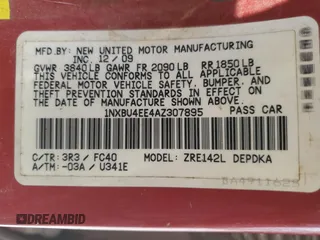 MFD. BY: NEW UNITED MOTOR MANUFACTURING
INC. 12/09
GVWR 3840LB GAWR FR 2090LB RR 1850LB
THIS VEHICLE CONFORMS TO ALL APPLICABLE
FEDERAL MOTOR VEHICLE SAFETY, BUMPER, AND
THEFT PREVENTION STANDARDS IN EFFECT ON
THE DATE OF MANUFACTURE SHOWN ABOVE.
1NXBU4EE4AZ307895 PASS CAR
C/TR: 3R3 / FC40 MODEL: ZRE142L DEPDKA
A/TM: -03A / U341E
DREAMBID